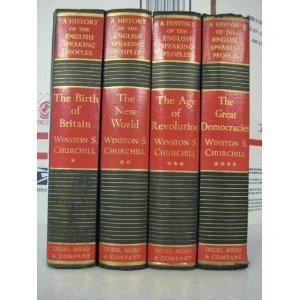 A HISTORY
OF THE
ENGLISH
SPEAKING
PEOPLES
The Birth of
Britain
WINSTON S.
CHURCHILL
*
DODD, MEAD
& COMPANY
A HISTORY
OF THE
ENGLISH
SPEAKING
PEOPLES
The New
World
WINSTON S.
CHURCHILL
**
DODD, MEAD
& COMPANY
A HISTORY
OF THE
ENGLISH
SPEAKING
PEOPLES
The Age of
Revolution
WINSTON S.
CHURCHILL
***
DODD, MEAD
& COMPANY
A HISTORY
OF THE
ENGLISH
SPEAKING
PEOPLES
The Great
Democracies
WINSTON S.
CHURCHILL
****
DODD, MEAD
& COMPANY